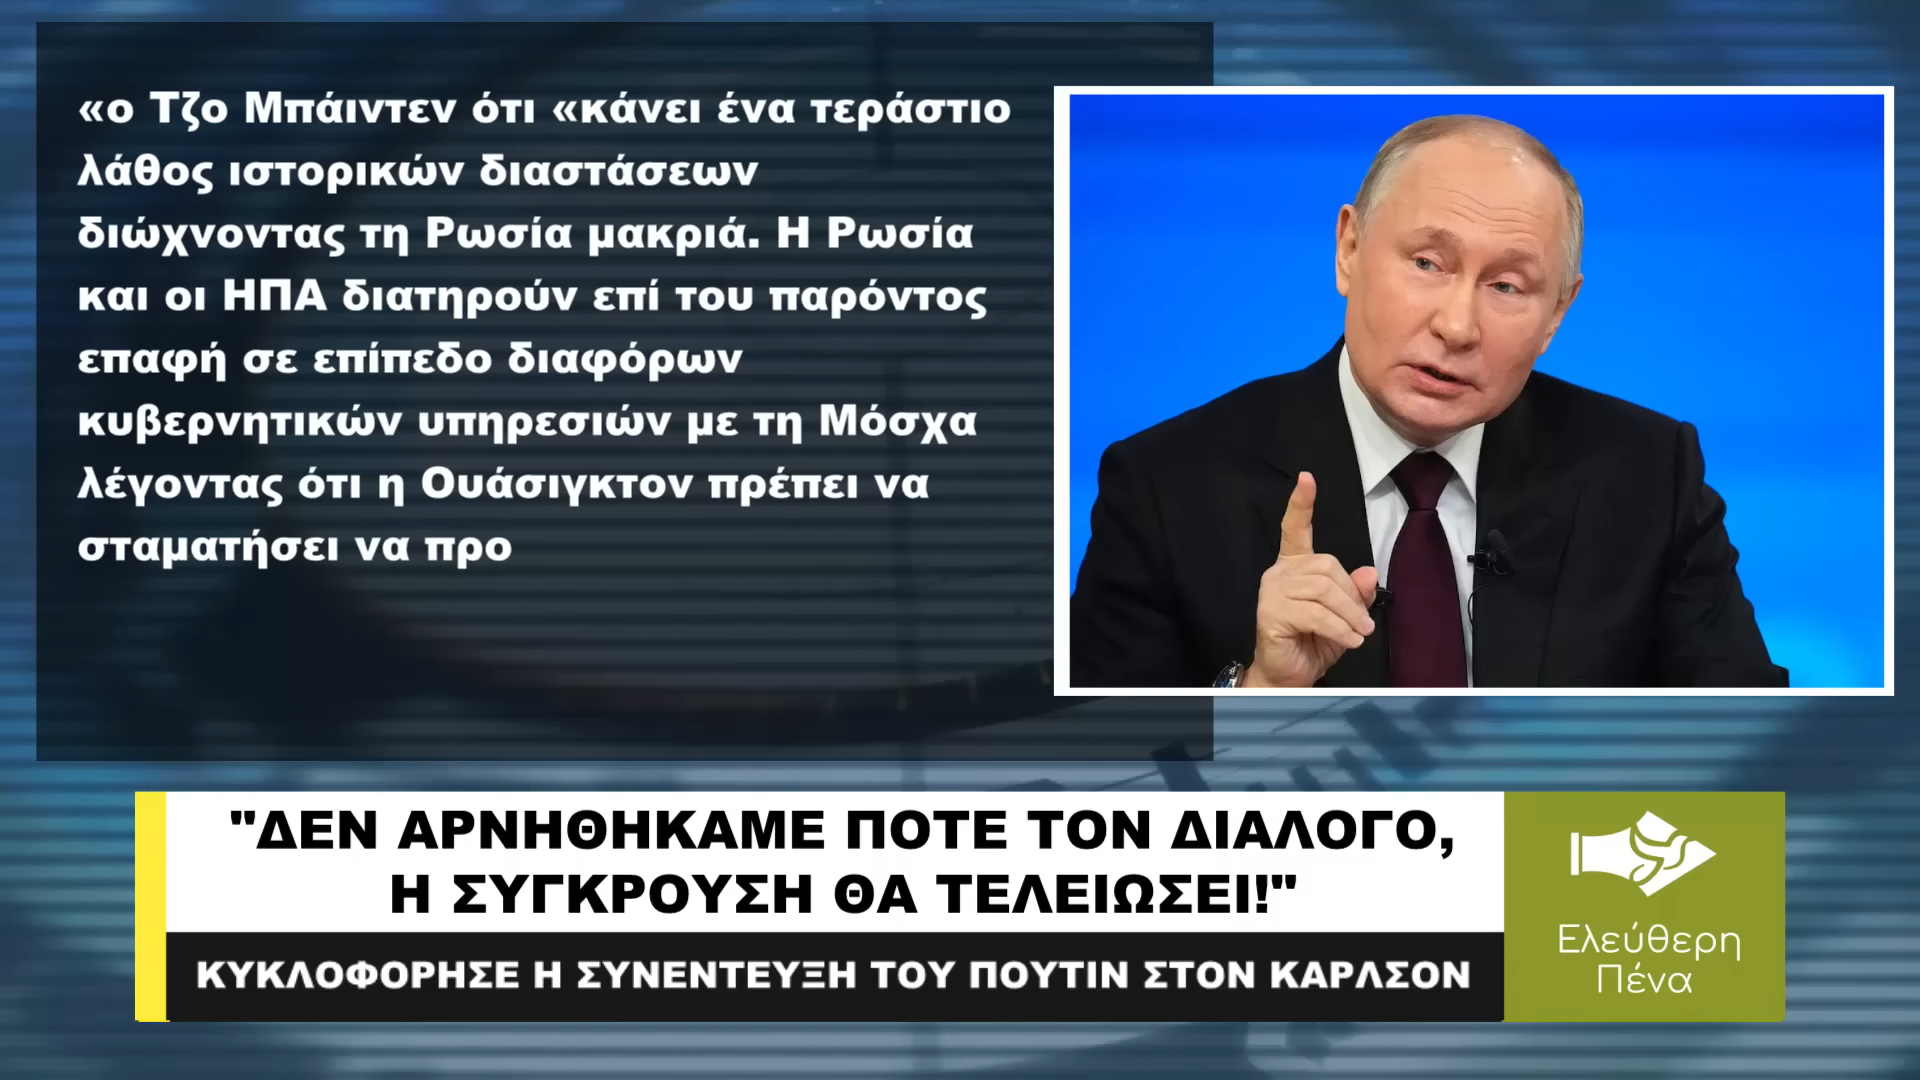 «ο Τζο Μπάιντεν ότι «κάνει ένα τεράστιο
λάθος ιστορικών διαστάσεων
διώχνοντας τη Ρωσία μακριά. Η Ρωσία
και οι ΗΠΑ διατηρούν επί του παρόντος
επαφή σε επίπεδο διαφόρων
κυβερνητικών υπηρεσιών με τη Μόσχα
λέγοντας ότι η Ουάσιγκτον πρέπει να
σταματήσει να προ
"ΔΕΝ ΑΡΝΗΘΗΚΑΜΕ ΠΟΤΕ ΤΟΝ ΔΙΑΛΟΓΟ,
Η ΣΥΓΚΡΟΥΣΗ ΘΑ ΤΕΛΕΙΩΣΕΙ!"
ΚΥΚΛΟΦΟΡΗΣΕ Η ΣΥΝΕΝΤΕΥΞΗ ΤΟΥ ΠΟΥΤΙΝ ΣΤΟΝ ΚΑΡΛΣΟΝ
Ελεύθερη
Πένα